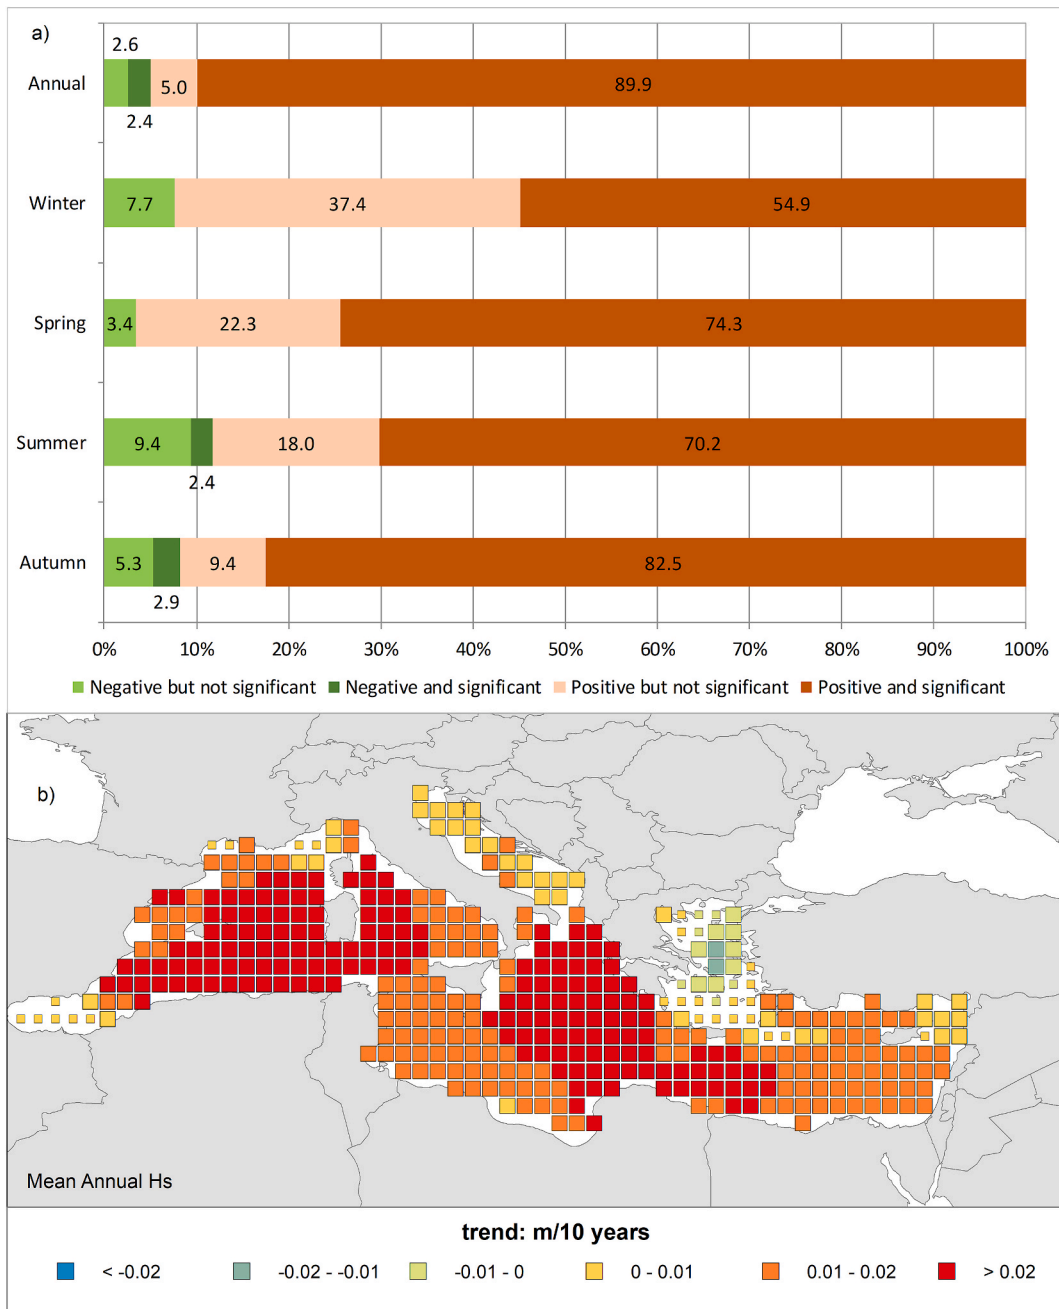 a)
2.6
Annual
5.0
89.9
2.4
Winter
7.7
37.4
54.9
Spring
3.4
22.3
74.3
Summer
9.4
18.0
70.2
2.4
Autumn
5.3
9.4
82.5
2.9
0% 10% 20% 30% 40% 50% 60% 70% 80% 90% 100%
Negative but not significant Negative and significant Positive but not significant Positive and significant
b)
Mean Annual Hs
trend: m/10 years
< -0.02 -0.02 - -0.01 -0.01 - 0 0 - 0.01 0.01 - 0.02 > 0.02